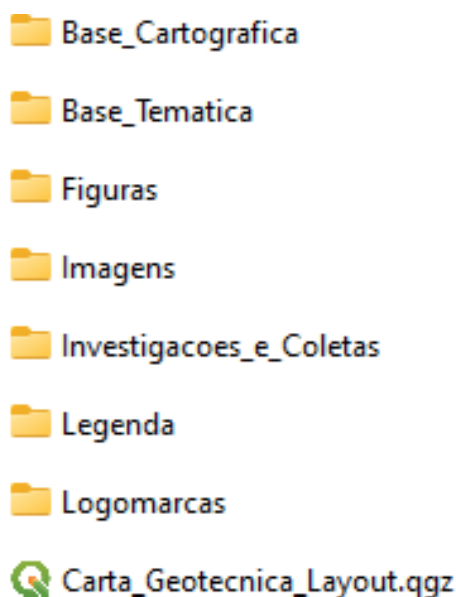 Base_Cartografica
Base_Tematica
Figuras
Imagens
Investigacoes_e_Coletas
Legenda
Logomarcas
Carta_Geotecnica_Layout.qgz